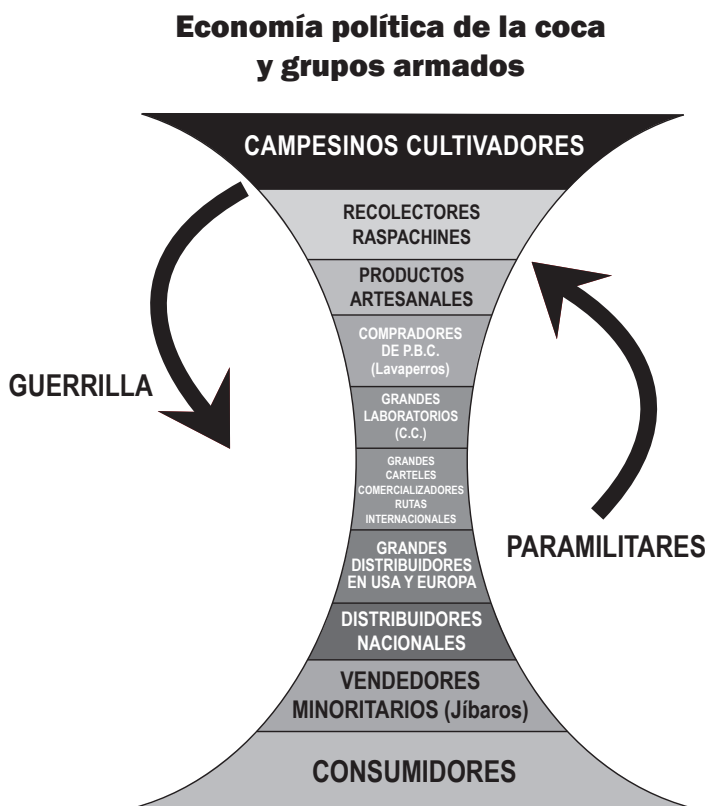 Economía política de la coca
y grupos armados
CAMPESINOS CULTIVADORES
RECOLECTORES
RASPACHINES
PRODUCTOS
ARTESANALES
COMPRADORES
DE P.B.C.
(Lavaperros)
GUERRILLA
GRANDES
LABORATORIOS
(C.C.)
GRANDES
CARTELES
COMERCIALIZADORES
RUTAS
INTERNACIONALES
PARAMILITARES
GRANDES
DISTRIBUIDORES
EN USA Y EUROPA
DISTRIBUIDORES
NACIONALES
VENDEDORES
MINORITARIOS (Jíbaros)
CONSUMIDORES